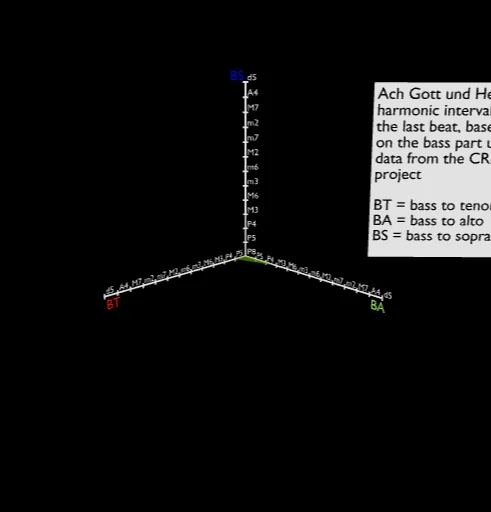 BS d5
A4
M7
m2
m7
M2
m6
m3
M6
M3
P4
P5
P8
d5 A4 M7 m2 m7 M2 m6 m3 M6 M3 P4 P5
P5 P4 M3 M6 m3 m6 M2 m7 m2 M7 A4 d5
BT
BA
Ach Gott und He
harmonic interval
the last beat, base
on the bass part u
data from the CR
project
BT = bass to tenor
BA = bass to alto
BS = bass to sopra